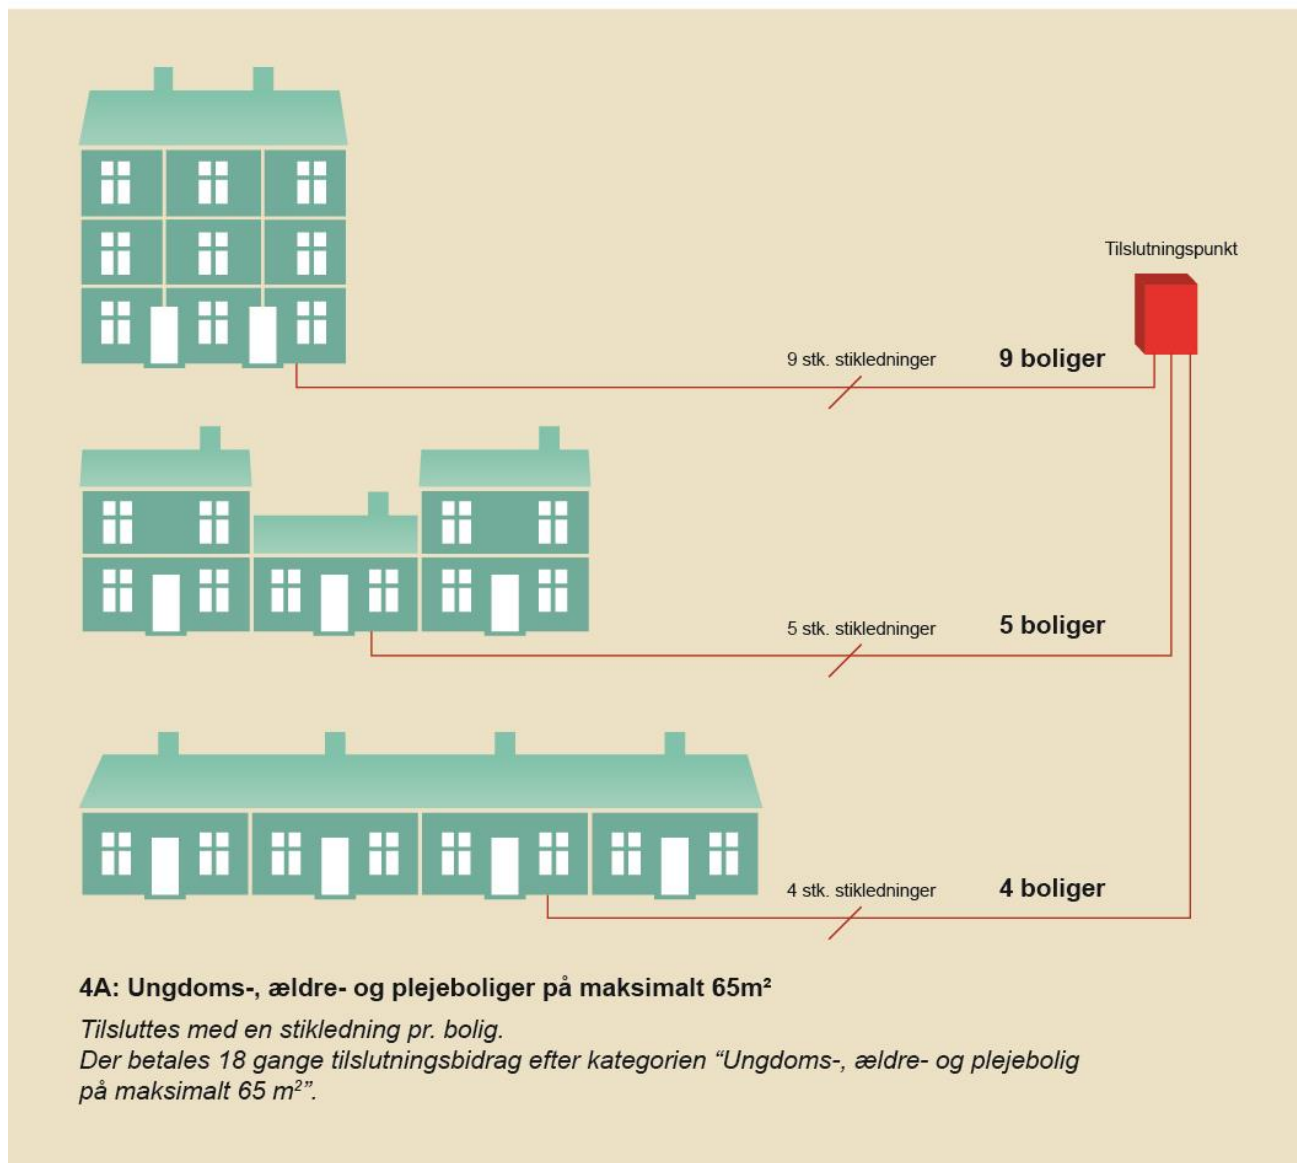 Tilslutningspunkt
9 stk. stikledninger 9 boliger
5 stk. stikledninger 5 boliger
4 stk. stikledninger 4 boliger
4A: Ungdoms-, ældre- og plejeboliger på maksimalt 65m²
Tilsluttes med en stikledning pr. bolig.
Der betales 18 gange tilslutningsbidrag efter kategorien “Ungdoms-, ældre- og plejebolig
på maksimalt 65 m²”.